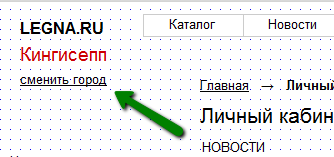 LEGNA.RU
Каталог Новости
Кингисепп
сменить город
Главная → Личный
Личный кабин
НОВОСТИ